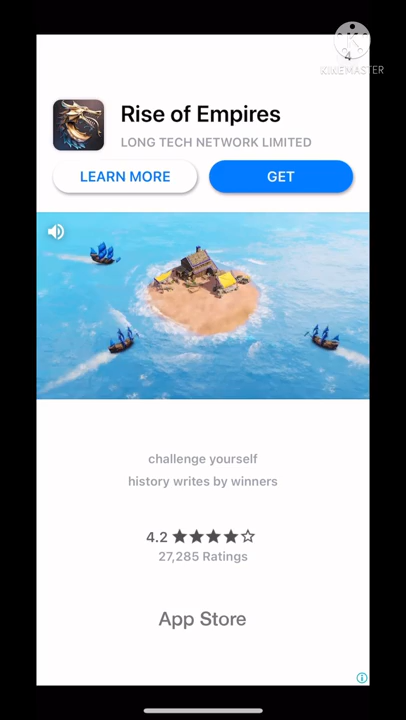 4
KINEMASTER
Rise of Empires
LONG TECH NETWORK LIMITED
LEARN MORE
GET
challenge yourself
history writes by winners
4.2
27,285 Ratings
App Store